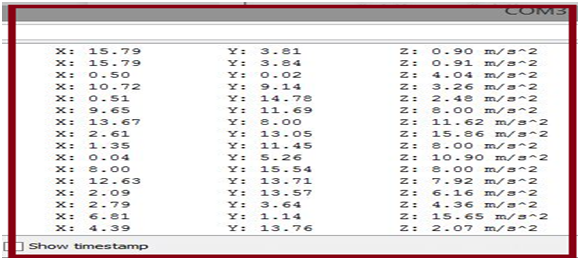 COM3
X: 15.79 Y: 3.81 Z: 0.90 m/s^2
X: 15.79 Y: 3.84 Z: 0.91 m/s^2
X: 0.50 Y: 0.02 Z: 4.04 m/s^2
X: 10.72 Y: 9.14 Z: 3.26 m/s^2
X: 0.51 Y: 14.78 Z: 2.48 m/s^2
X: 9.65 Y: 11.69 Z: 8.00 m/s^2
X: 13.67 Y: 8.00 Z: 11.62 m/s^2
X: 2.61 Y: 13.05 Z: 15.86 m/s^2
X: 1.35 Y: 11.45 Z: 8.00 m/s^2
X: 0.04 Y: 5.26 Z: 10.90 m/s^2
X: 8.00 Y: 15.54 Z: 8.00 m/s^2
X: 12.63 Y: 13.71 Z: 7.92 m/s^2
X: 2.09 Y: 13.57 Z: 6.16 m/s^2
X: 2.79 Y: 3.64 Z: 4.36 m/s^2
X: 6.81 Y: 1.14 Z: 15.65 m/s^2
X: 4.39 Y: 13.76 Z: 2.07 m/s^2
Show timestamp